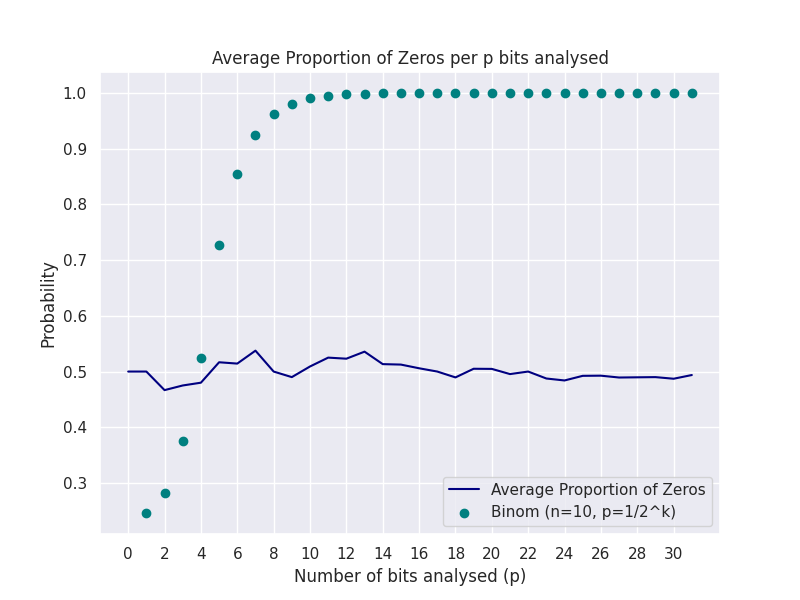 Average Proportion of Zeros per p bits analysed
Probability
1.0
0.9
0.8
0.7
0.6
0.5
0.4
0.3
Average Proportion of Zeros
Binom (n=10, p=1/2^k)
0 2 4 6 8 10 12 14 16 18 20 22 24 26 28 30
Number of bits analysed (p)